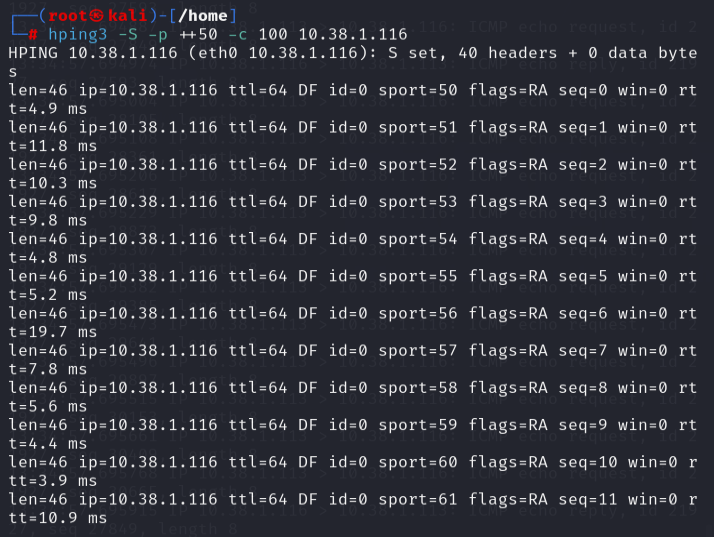 ┌──(root㉿kali)-[/home]
└─# hping3 -S -p ++50 -c 100 10.38.1.116
HPING 10.38.1.116 (eth0 10.38.1.116): S set, 40 headers + 0 data byte
s
len=46 ip=10.38.1.116 ttl=64 DF id=0 sport=50 flags=RA seq=0 win=0 rt
t=4.9 ms
len=46 ip=10.38.1.116 ttl=64 DF id=0 sport=51 flags=RA seq=1 win=0 rt
t=11.8 ms
len=46 ip=10.38.1.116 ttl=64 DF id=0 sport=52 flags=RA seq=2 win=0 rt
t=10.3 ms
len=46 ip=10.38.1.116 ttl=64 DF id=0 sport=53 flags=RA seq=3 win=0 rt
t=9.8 ms
len=46 ip=10.38.1.116 ttl=64 DF id=0 sport=54 flags=RA seq=4 win=0 rt
t=4.8 ms
len=46 ip=10.38.1.116 ttl=64 DF id=0 sport=55 flags=RA seq=5 win=0 rt
t=5.2 ms
len=46 ip=10.38.1.116 ttl=64 DF id=0 sport=56 flags=RA seq=6 win=0 rt
t=19.7 ms
len=46 ip=10.38.1.116 ttl=64 DF id=0 sport=57 flags=RA seq=7 win=0 rt
t=7.8 ms
len=46 ip=10.38.1.116 ttl=64 DF id=0 sport=58 flags=RA seq=8 win=0 rt
t=5.6 ms
len=46 ip=10.38.1.116 ttl=64 DF id=0 sport=59 flags=RA seq=9 win=0 rt
t=4.4 ms
len=46 ip=10.38.1.116 ttl=64 DF id=0 sport=60 flags=RA seq=10 win=0 r
tt=3.9 ms
len=46 ip=10.38.1.116 ttl=64 DF id=0 sport=61 flags=RA seq=11 win=0 r
tt=10.9 ms